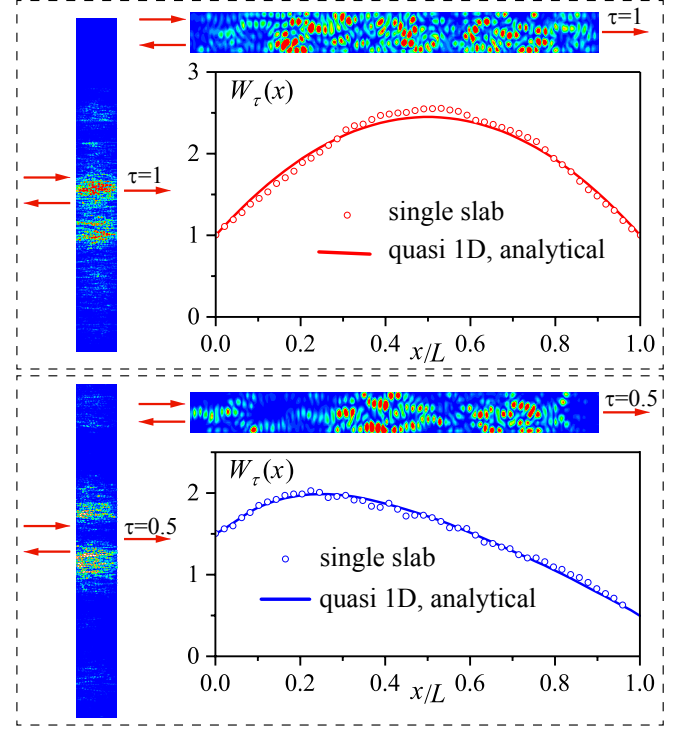 τ=1
3
W_τ(x)
2
τ=1
single slab
1
quasi 1D, analytical
0
0.0 0.2 0.4 0.6 0.8 1.0
x/L
τ=0.5
W_τ(x)
2
τ=0.5
single slab
1
quasi 1D, analytical
0
0.0 0.2 0.4 0.6 0.8 1.0
x/L